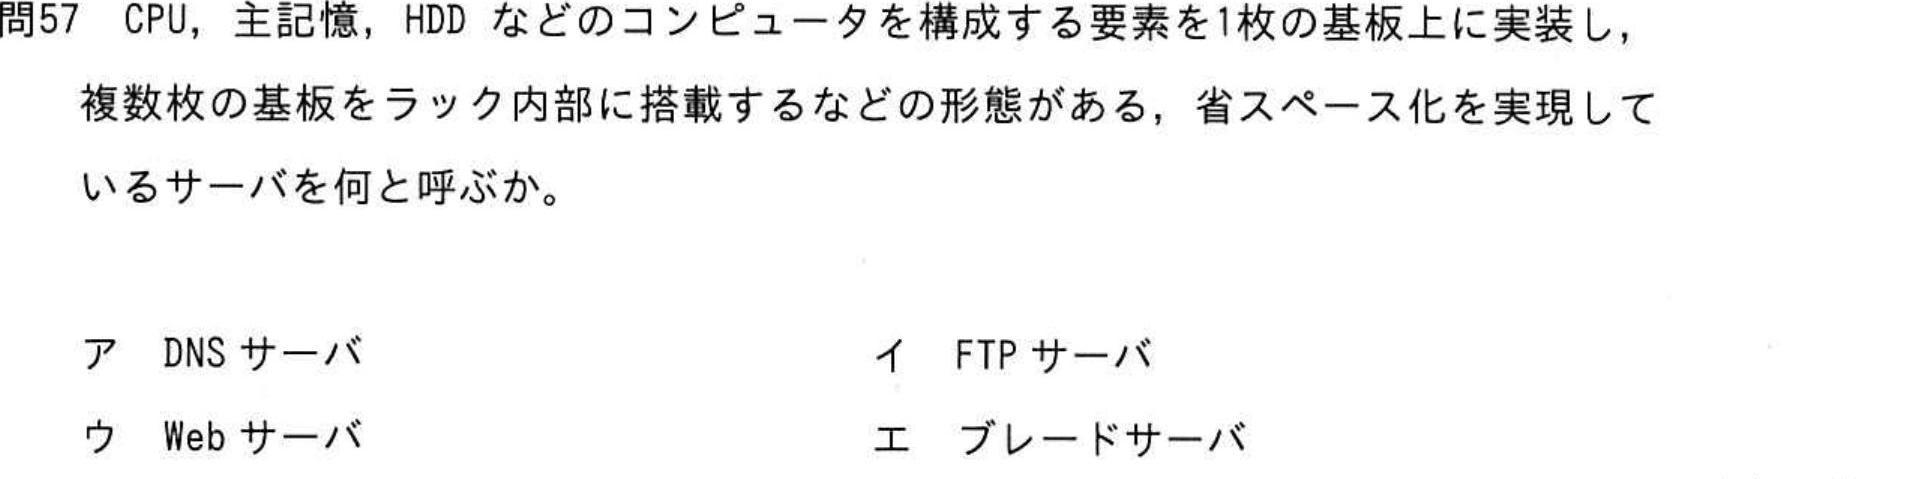 問57　CPU，主記憶，HDD などのコンピュータを構成する要素を1枚の基板上に実装し，
複数枚の基板をラック内部に搭載するなどの形態がある，省スペース化を実現して
いるサーバを何と呼ぶか。
ア　DNS サーバ　　イ　FTP サーバ
ウ　Web サーバ　　エ　ブレードサーバ